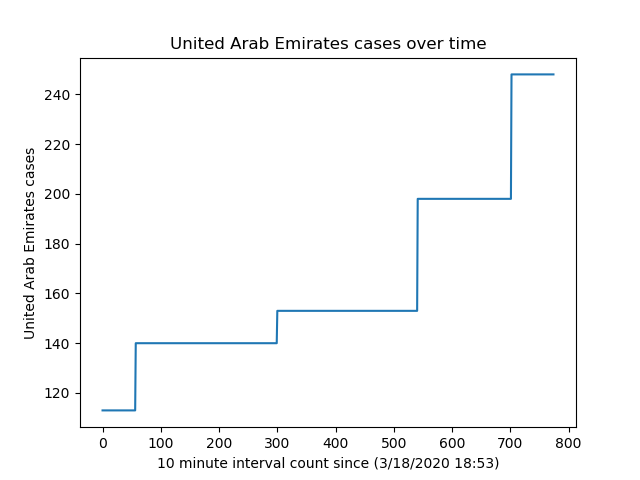 United Arab Emirates cases over time
United Arab Emirates cases
240
220
200
180
160
140
120
0 100 200 300 400 500 600 700 800
10 minute interval count since (3/18/2020 18:53)